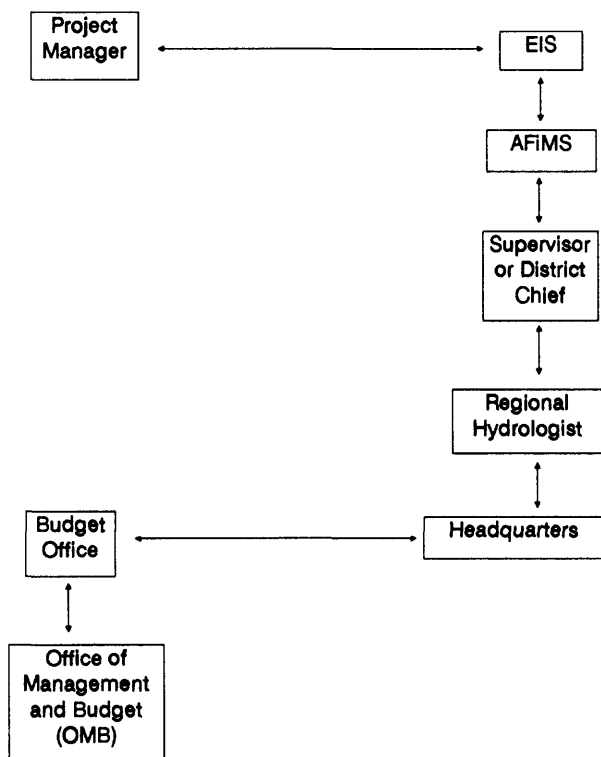 Project
Manager
EIS
AFiMS
Supervisor
or District
Chief
Regional
Hydrologist
Headquarters
Budget
Office
Office of
Management
and Budget
(OMB)